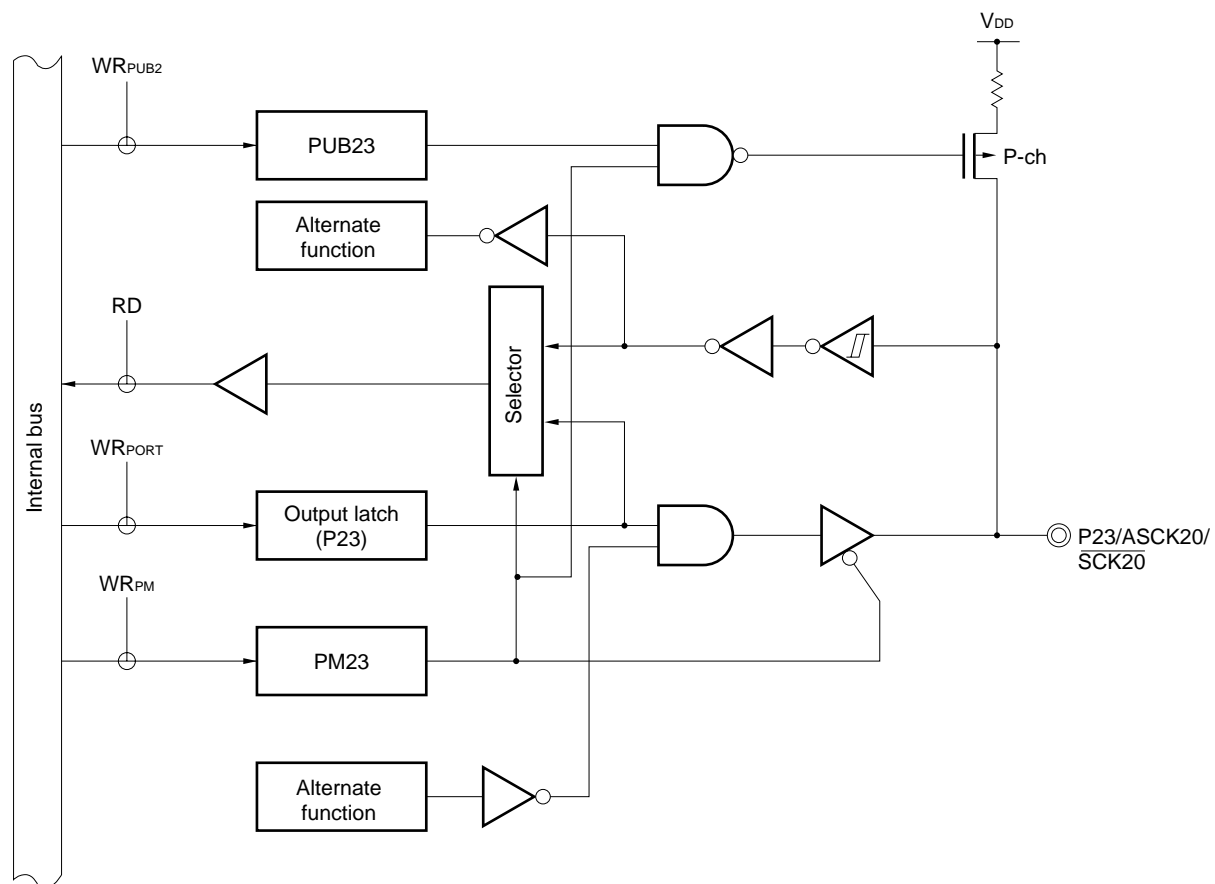 VDD
WRPUB2
PUB23
P-ch
Alternate
function
RD
Selector
Internal bus
WRPORT
Output latch
(P23)
P23/ASCK20/
SCK20
WRPM
PM23
Alternate
function